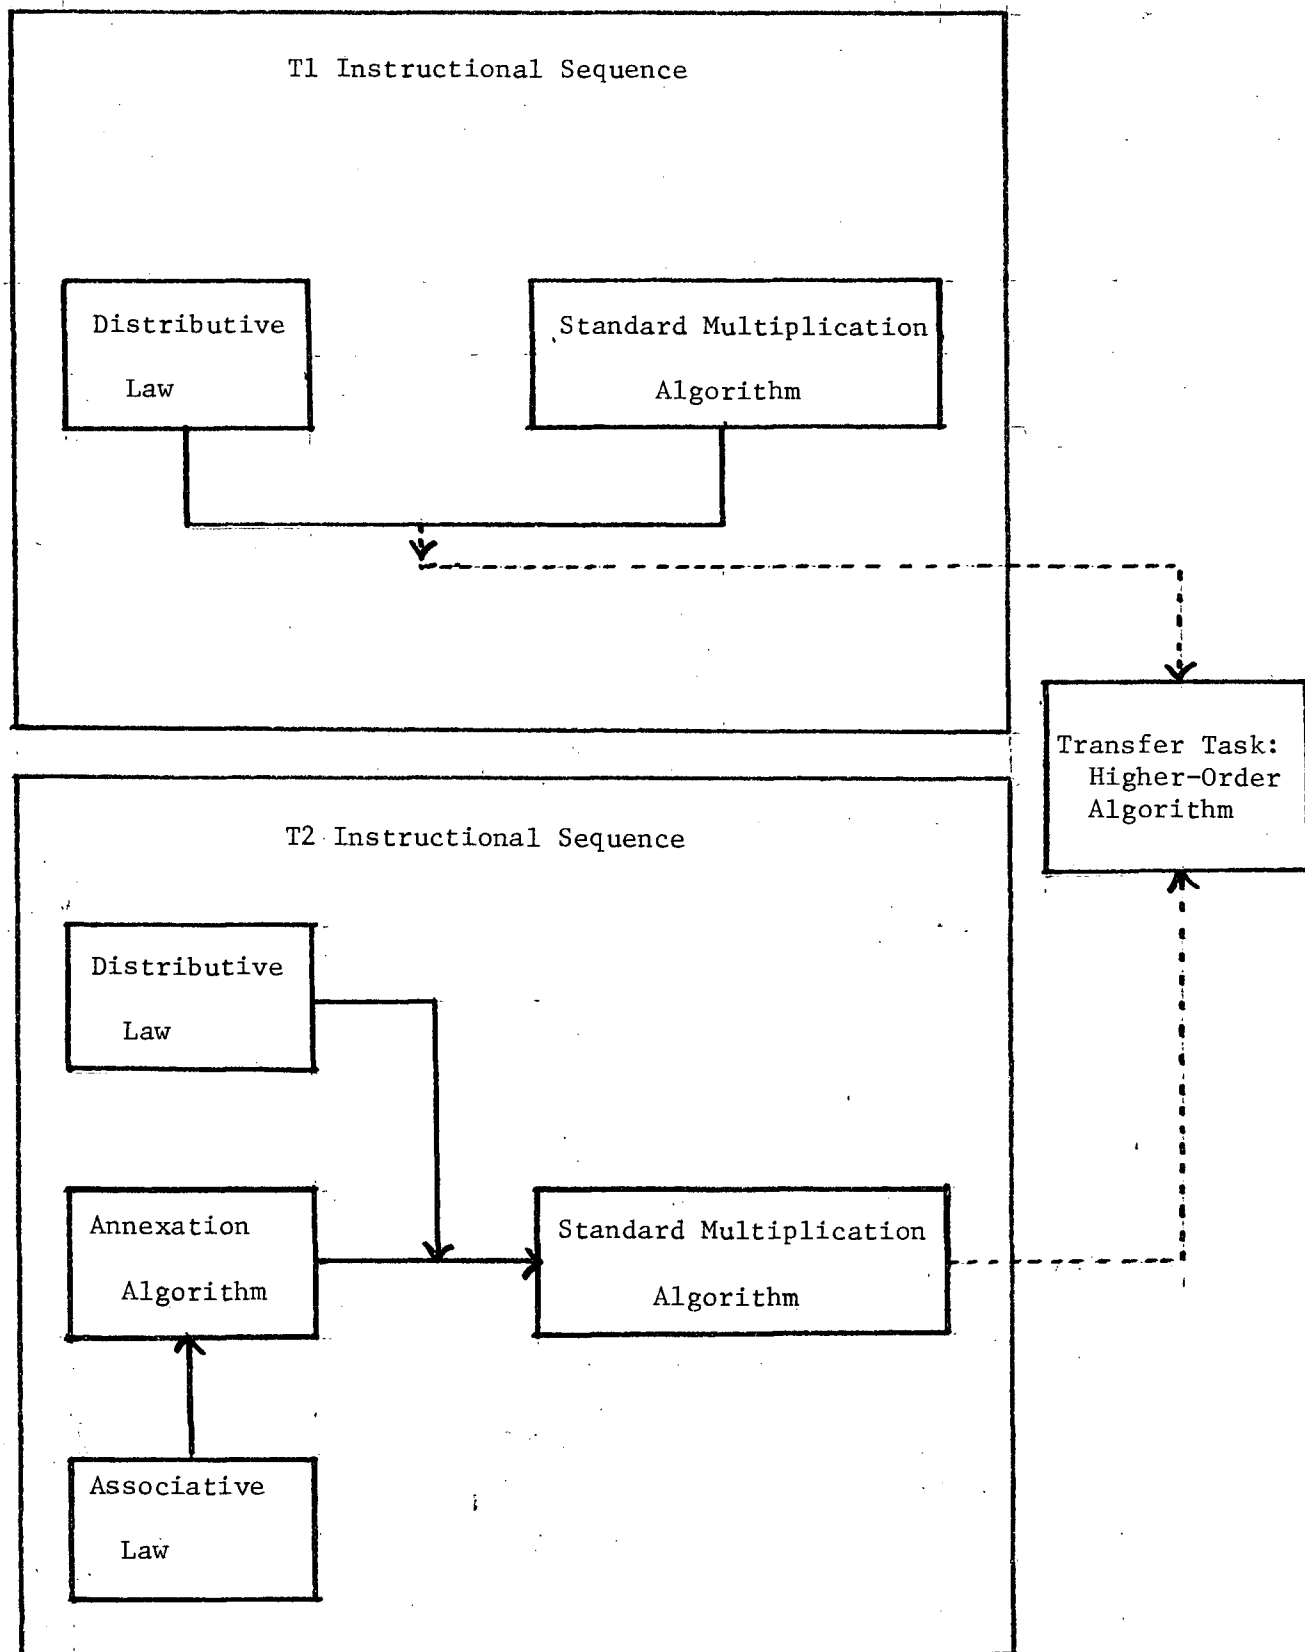 T1 Instructional Sequence
Distributive
Law
Standard Multiplication
Algorithm
Transfer Task:
Higher-Order
Algorithm
T2 Instructional Sequence
Distributive
Law
Annexation
Algorithm
Standard Multiplication
Algorithm
Associative
Law